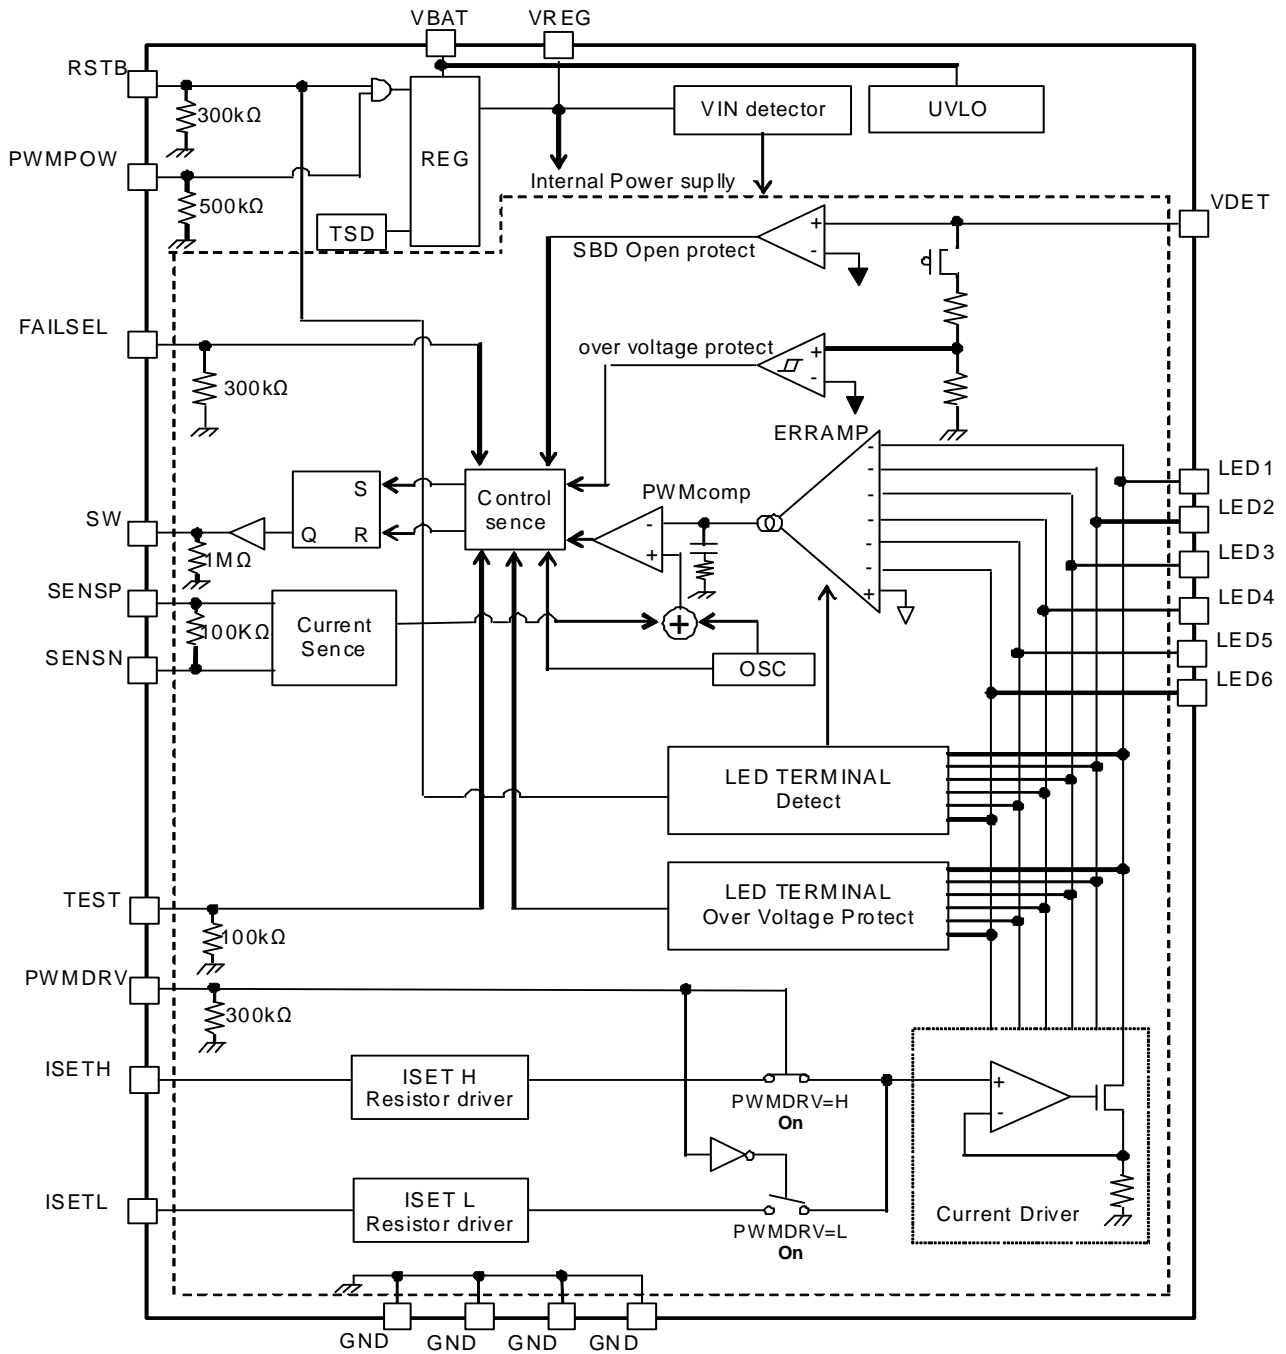 VBAT
VREG
RSTB
300kΩ
VIN detector
UVLO
PWMPOW
REG
Internal Power suplly
500kΩ
TSD
VDET
+
-
SBD Open protect
FAILSEL
over voltage protect
+
-
300kΩ
ERRAMP
-
-
-
-
-
-
+
LED1
LED2
LED3
LED4
LED5
LED6
S
Q R
Control
sence
PWMcomp
-
+
SW
1MΩ
SENSP
100KΩ
Current
Sence
+
SENSN
OSC
LED TERMINAL
Detect
TEST
LED TERMINAL
Over Voltage Protect
100kΩ
PWMDRV
300kΩ
ISETH
ISET H
Resistor driver
PWMDRV=H
On
+
-
ISETL
ISET L
Resistor driver
PWMDRV=L
On
Current Driver
GND
GND
GND
GND